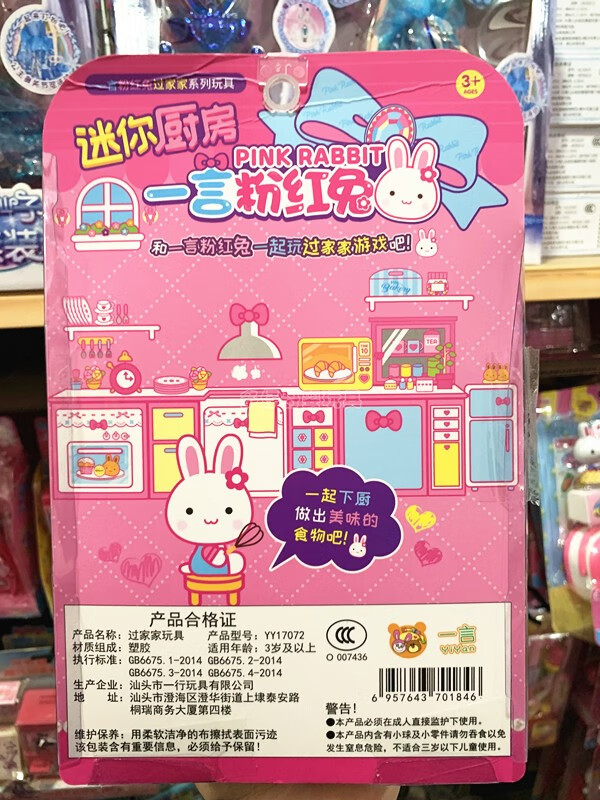 一言粉红兔过家家系列玩具
3+
AGES
迷你厨房
PINK RABBIT
一言粉红兔
和一言粉红兔一起玩过家家游戏吧!
Bakery
TEA
一起下厨
做出美味的
食物吧!
产品合格证
产品名称: 过家家玩具 产品型号: YY17072
材质组成: 塑胶 适用年龄: 3岁及以上
执行标准: GB6675.1-2014 GB6675.2-2014
GB6675.3-2014 GB6675.4-2014
生产企业: 汕头市一行玩具有限公司
地 址: 汕头市澄海区澄华街道上埭泰安路
桐瑞商务大厦第四楼
维护保养: 用柔软洁净的布擦拭表面污迹
该包装含有重要信息,必须给予保留!
CCC
O 007436
一言
YiYan
6 957643 701846
警告!
●本产品必须在成人直接监护下使用。
●本产品内含有小球及小零件请勿吞食以免
发生窒息危险,不适合三岁以下儿童使用。